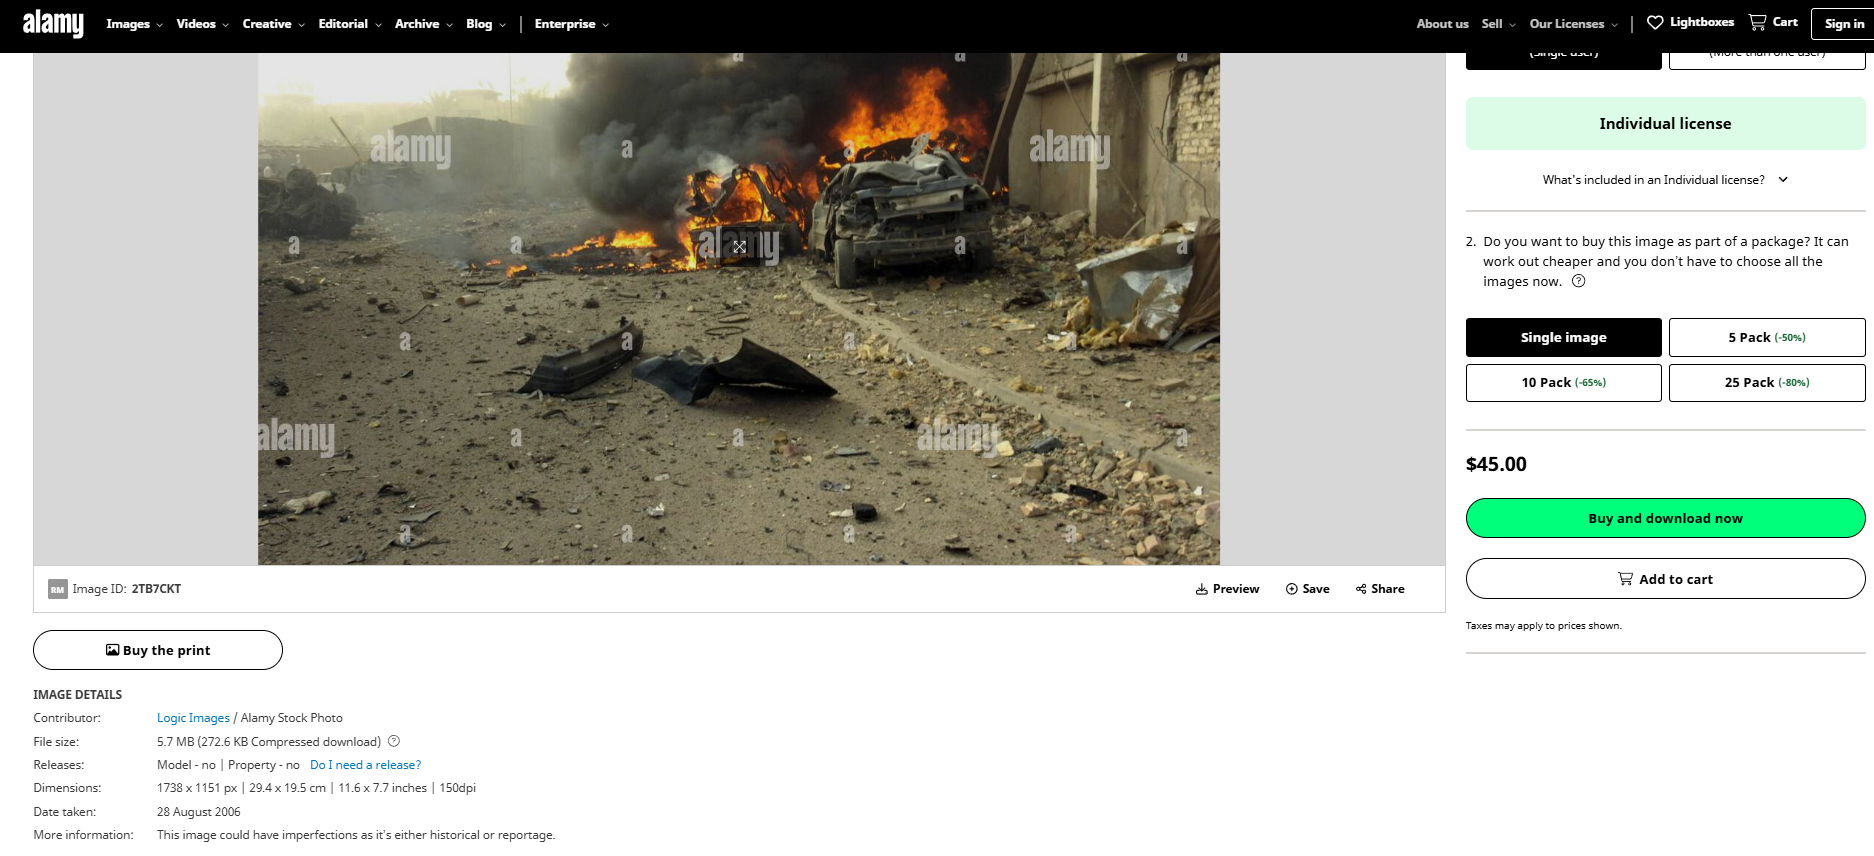 alamy
Images Videos Creative Editorial Archive Blog | Enterprise
About us Sell Our Licenses | Lightboxes Cart Sign in
(Single user) (More than one user)
alamy a alamy
a a alamy a a
a a a a
alamy a a alamy a
a a a a
Individual license
What's included in an Individual license?
2. Do you want to buy this image as part of a package? It can
work out cheaper and you don't have to choose all the
images now. ?
Single image 5 Pack (-50%)
10 Pack (-65%) 25 Pack (-80%)
$45.00
Buy and download now
Add to cart
Taxes may apply to prices shown.
RM Image ID: 2TB7CKT Preview Save Share
Buy the print
IMAGE DETAILS
Contributor: Logic Images / Alamy Stock Photo
File size: 5.7 MB (272.6 KB Compressed download) ?
Releases: Model - no | Property - no Do I need a release?
Dimensions: 1738 x 1151 px | 29.4 x 19.5 cm | 11.6 x 7.7 inches | 150dpi
Date taken: 28 August 2006
More information: This image could have imperfections as it's either historical or reportage.